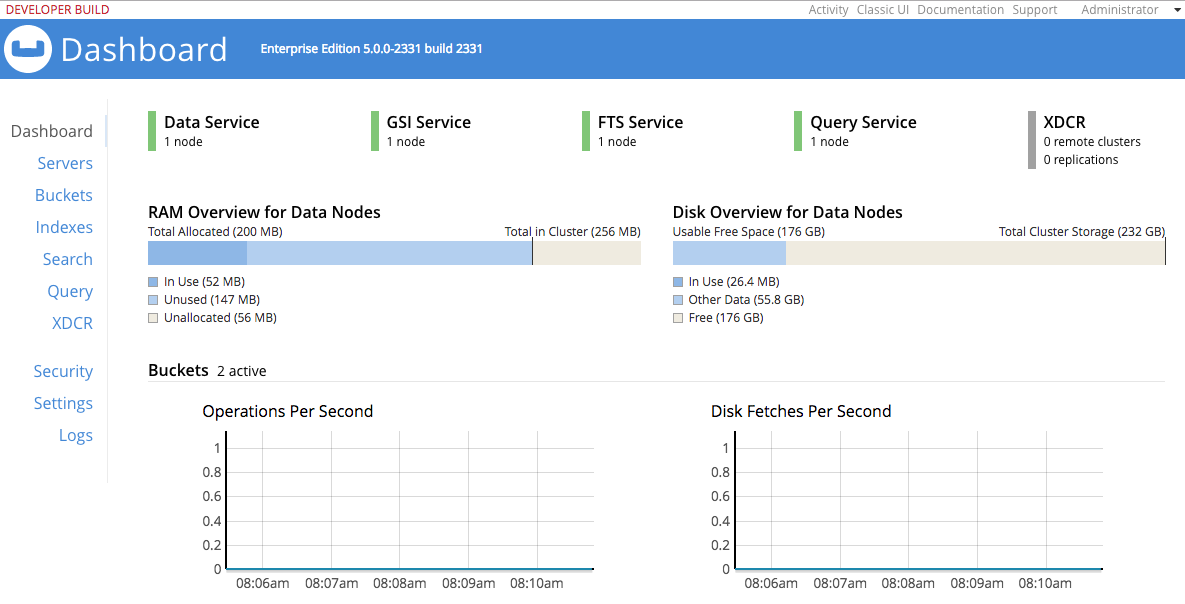 DEVELOPER BUILD
Activity Classic UI Documentation Support Administrator
Dashboard
Enterprise Edition 5.0.0-2331 build 2331
Dashboard
Servers
Buckets
Indexes
Search
Query
XDCR
Security
Settings
Logs
Data Service
1 node
GSI Service
1 node
FTS Service
1 node
Query Service
1 node
XDCR
0 remote clusters
0 replications
RAM Overview for Data Nodes
Total Allocated (200 MB) Total in Cluster (256 MB)
In Use (52 MB)
Unused (147 MB)
Unallocated (56 MB)
Disk Overview for Data Nodes
Usable Free Space (176 GB) Total Cluster Storage (232 GB)
In Use (26.4 MB)
Other Data (55.8 GB)
Free (176 GB)
Buckets 2 active
Operations Per Second
1
0.8
0.6
0.4
0.2
0
08:06am 08:07am 08:08am 08:09am 08:10am
Disk Fetches Per Second
1
0.8
0.6
0.4
0.2
0
08:06am 08:07am 08:08am 08:09am 08:10am